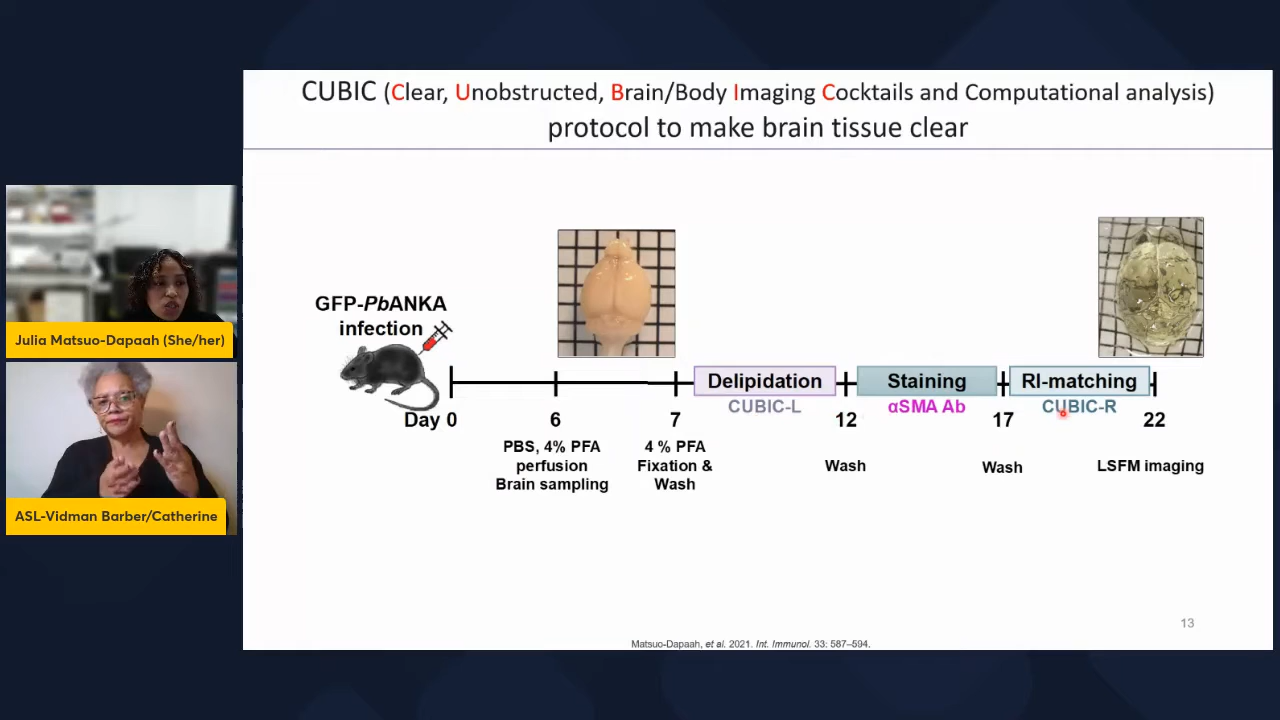 CUBIC (Clear, Unobstructed, Brain/Body Imaging Cocktails and Computational analysis)
protocol to make brain tissue clear
Julia Matsuo-Dapaah (She/her)
ASL-Vidman Barber/Catherine
GFP-PbANKA
infection
Delipidation
Staining
RI-matching
CUBIC-L
αSMA Ab
CUBIC-R
Day 0
6
7
12
17
22
PBS, 4% PFA
perfusion
Brain sampling
4 % PFA
Fixation &
Wash
Wash
Wash
LSFM imaging
13
Matsuo-Dapaah, et al. 2021. Int. Immunol. 33: 587–594.